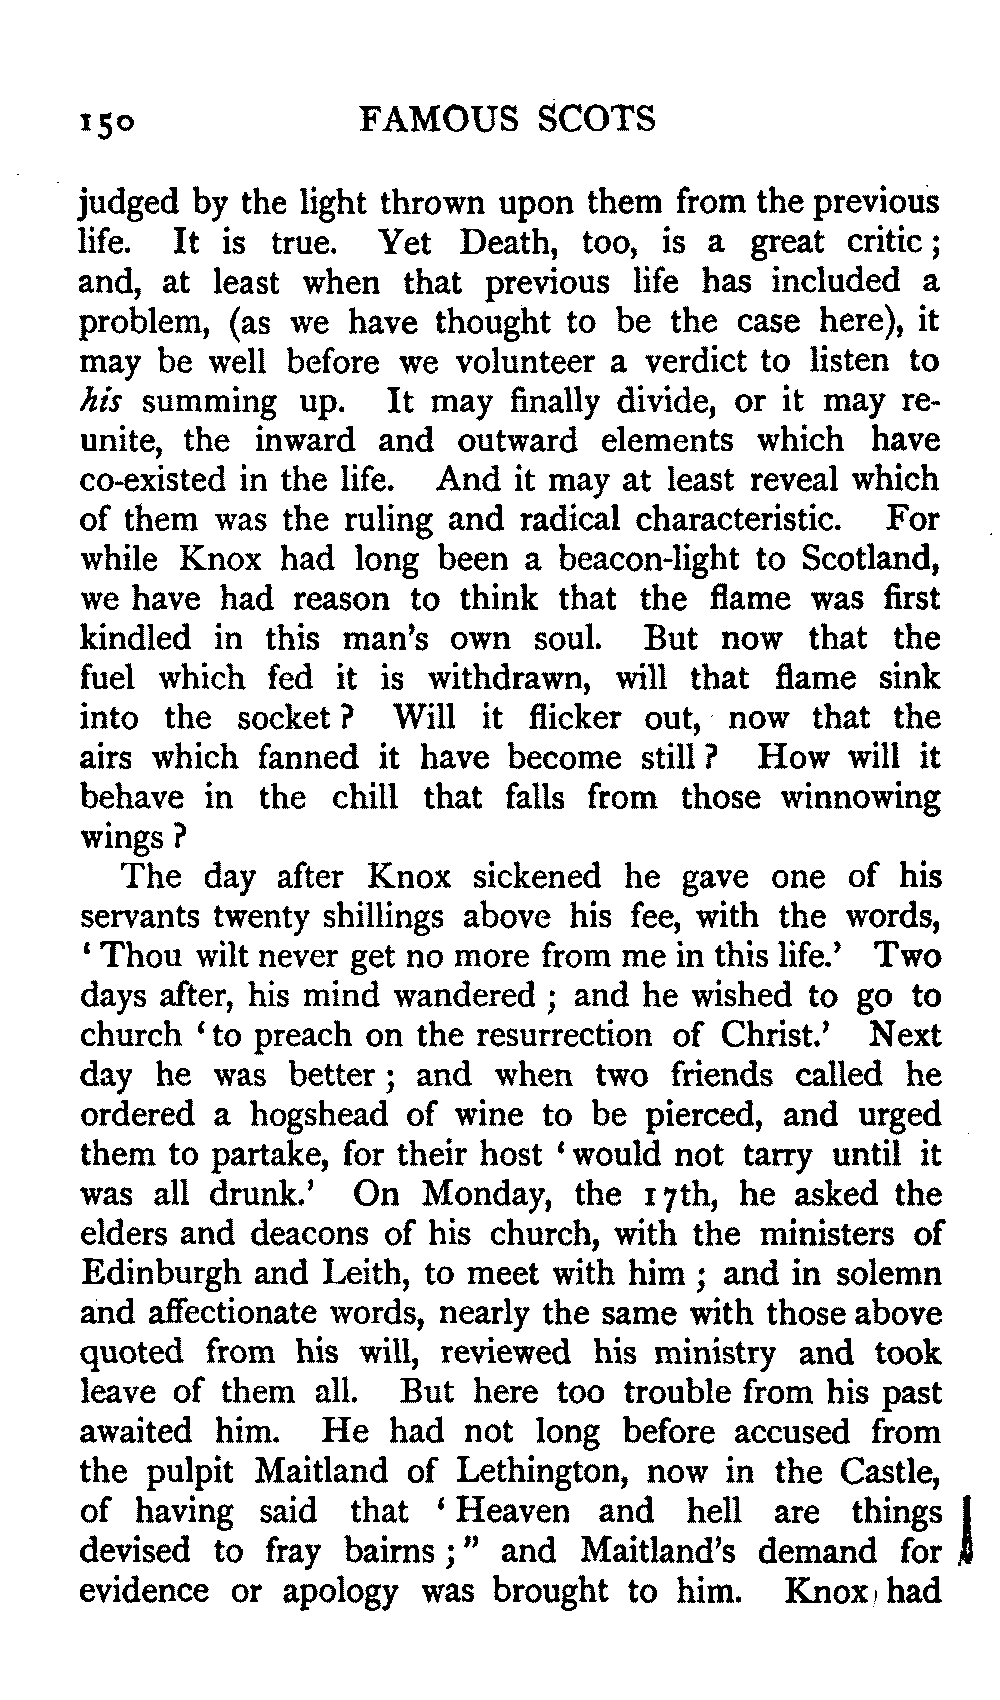 150 FAMOUS SCOTS
judged by the light thrown upon them from the previous
life. It is true. Yet Death, too, is a great critic ;
and, at least when that previous life has included a
problem, (as we have thought to be the case here), it
may be well before we volunteer a verdict to listen to
his summing up. It may finally divide, or it may re-
unite, the inward and outward elements which have
co-existed in the life. And it may at least reveal which
of them was the ruling and radical characteristic. For
while Knox had long been a beacon-light to Scotland,
we have had reason to think that the flame was first
kindled in this man's own soul. But now that the
fuel which fed it is withdrawn, will that flame sink
into the socket ? Will it flicker out, now that the
airs which fanned it have become still ? How will it
behave in the chill that falls from those winnowing
wings ?
The day after Knox sickened he gave one of his
servants twenty shillings above his fee, with the words,
‘ Thou wilt never get no more from me in this life.’ Two
days after, his mind wandered ; and he wished to go to
church ‘ to preach on the resurrection of Christ.’ Next
day he was better ; and when two friends called he
ordered a hogshead of wine to be pierced, and urged
them to partake, for their host ‘ would not tarry until it
was all drunk.’ On Monday, the 17th, he asked the
elders and deacons of his church, with the ministers of
Edinburgh and Leith, to meet with him ; and in solemn
and affectionate words, nearly the same with those above
quoted from his will, reviewed his ministry and took
leave of them all. But here too trouble from his past
awaited him. He had not long before accused from
the pulpit Maitland of Lethington, now in the Castle,
of having said that ‘ Heaven and hell are things
devised to fray bairns ;” and Maitland's demand for
evidence or apology was brought to him. Knox had